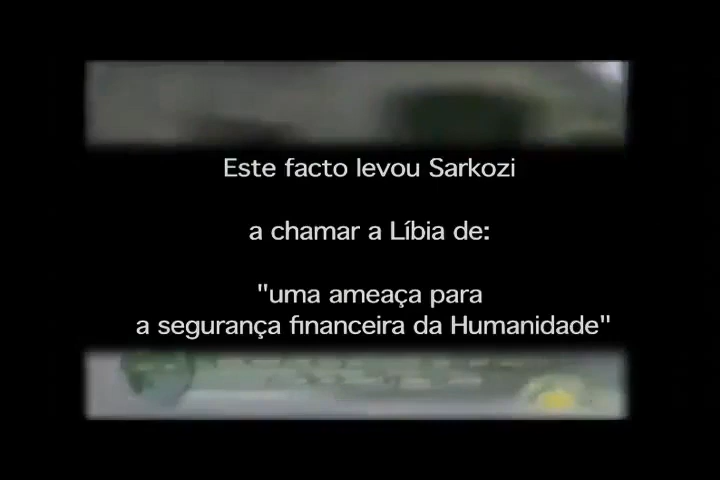 Este facto levou Sarkozi
a chamar a Líbia de:
"uma ameaça para
a segurança financeira da Humanidade"